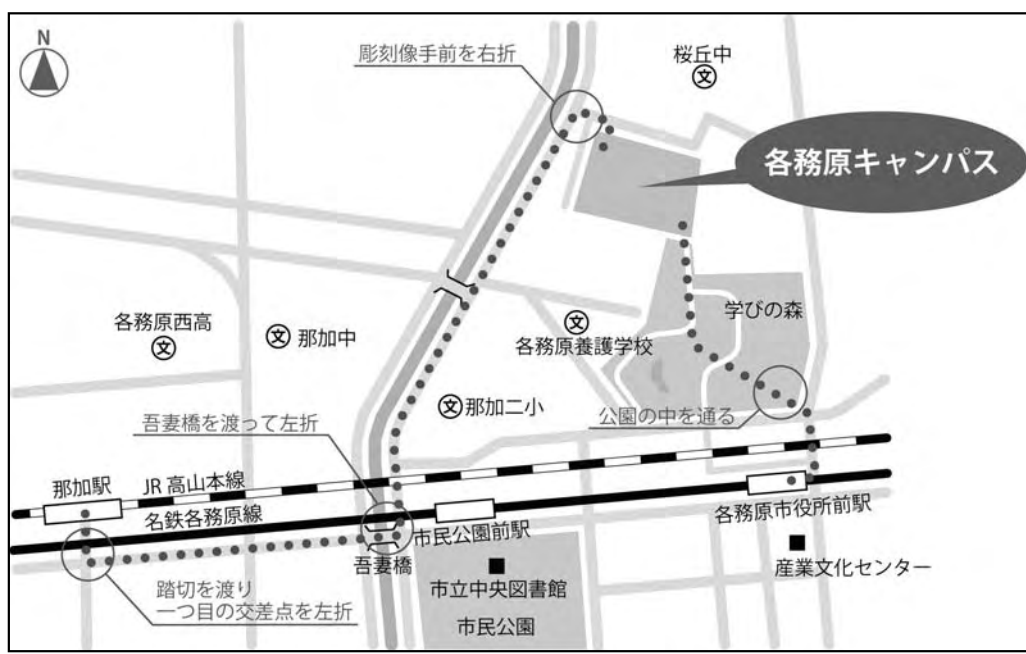 N
彫刻像手前を右折
桜丘中
文
各務原キャンパス
各務原西高
文
文
那加中
文
各務原養護学校
学びの森
文
那加二小
公園の中を通る
吾妻橋を渡って左折
那加駅
JR高山本線
名鉄各務原線
市民公園前駅
各務原市役所前駅
吾妻橋
踏切を渡り
一つ目の交差点を左折
市立中央図書館
市民公園
産業文化センター